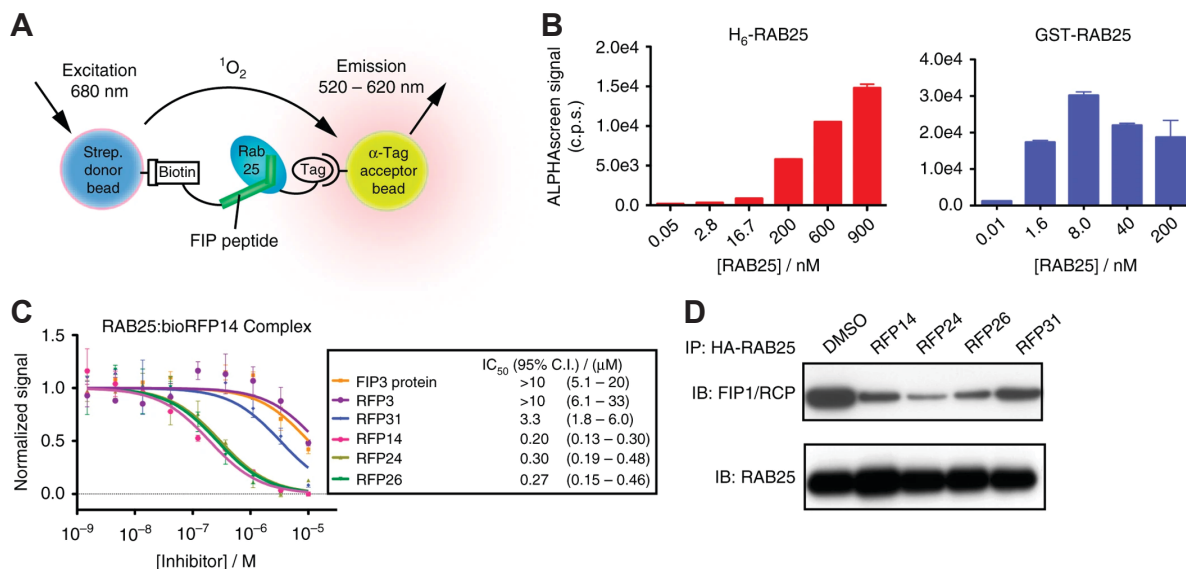 A
Excitation
680 nm
¹O₂
Emission
520 – 620 nm
Strep.
donor
bead
Biotin
Rab
25
Tag
α-Tag
acceptor
bead
FIP peptide
B
H₆-RAB25
GST-RAB25
ALPHAscreen signal
(c.p.s.)
2.0e4
1.5e4
1.0e4
5.0e3
0.0
0.05 2.8 16.7 200 600 900
[RAB25] / nM
4.0e4
3.0e4
2.0e4
1.0e4
0.0
0.01 1.6 8.0 40 200
[RAB25] / nM
C
RAB25:bioRFP14 Complex
Normalized signal
1.5
1.0
0.5
0.0
10⁻⁹ 10⁻⁸ 10⁻⁷ 10⁻⁶ 10⁻⁵
[Inhibitor] / M
IC₅₀ (95% C.I.) / (μM)
FIP3 protein >10 (5.1 – 20)
RFP3 >10 (6.1 – 33)
RFP31 3.3 (1.8 – 6.0)
RFP14 0.20 (0.13 – 0.30)
RFP24 0.30 (0.19 – 0.48)
RFP26 0.27 (0.15 – 0.46)
D
DMSO RFP14 RFP24 RFP26 RFP31
IP: HA-RAB25
IB: FIP1/RCP
IB: RAB25